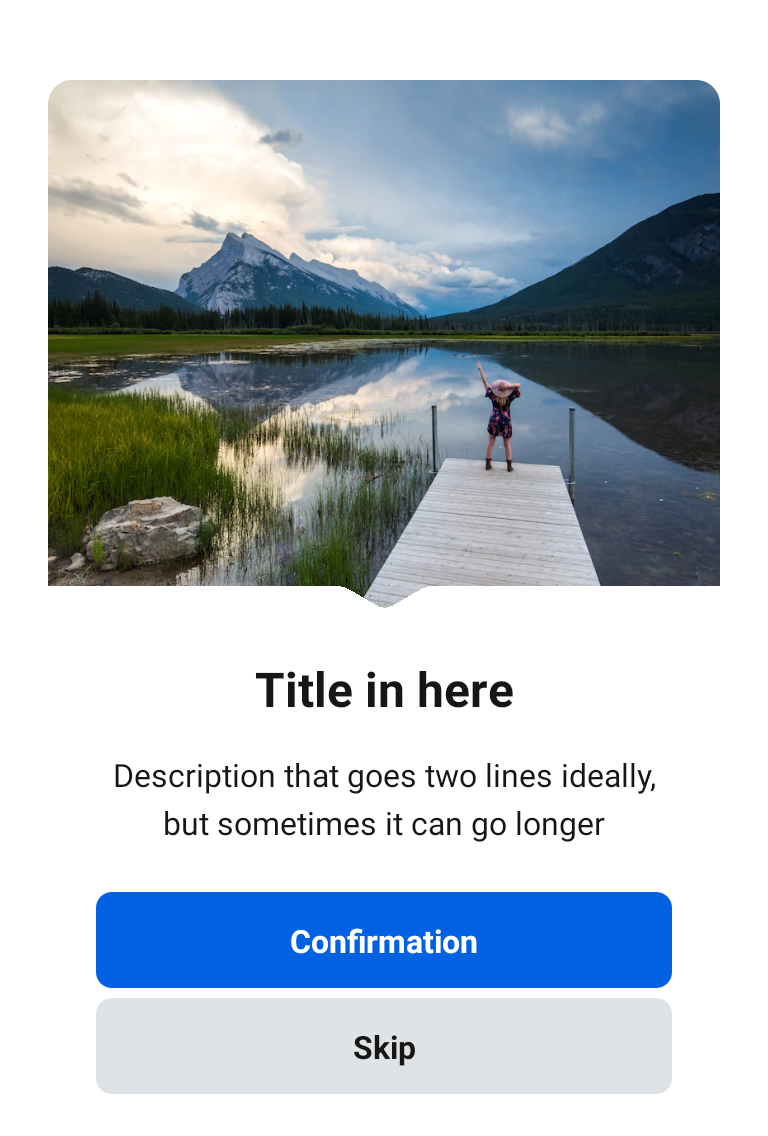 Title in here
Description that goes two lines ideally,
but sometimes it can go longer
Confirmation
Skip